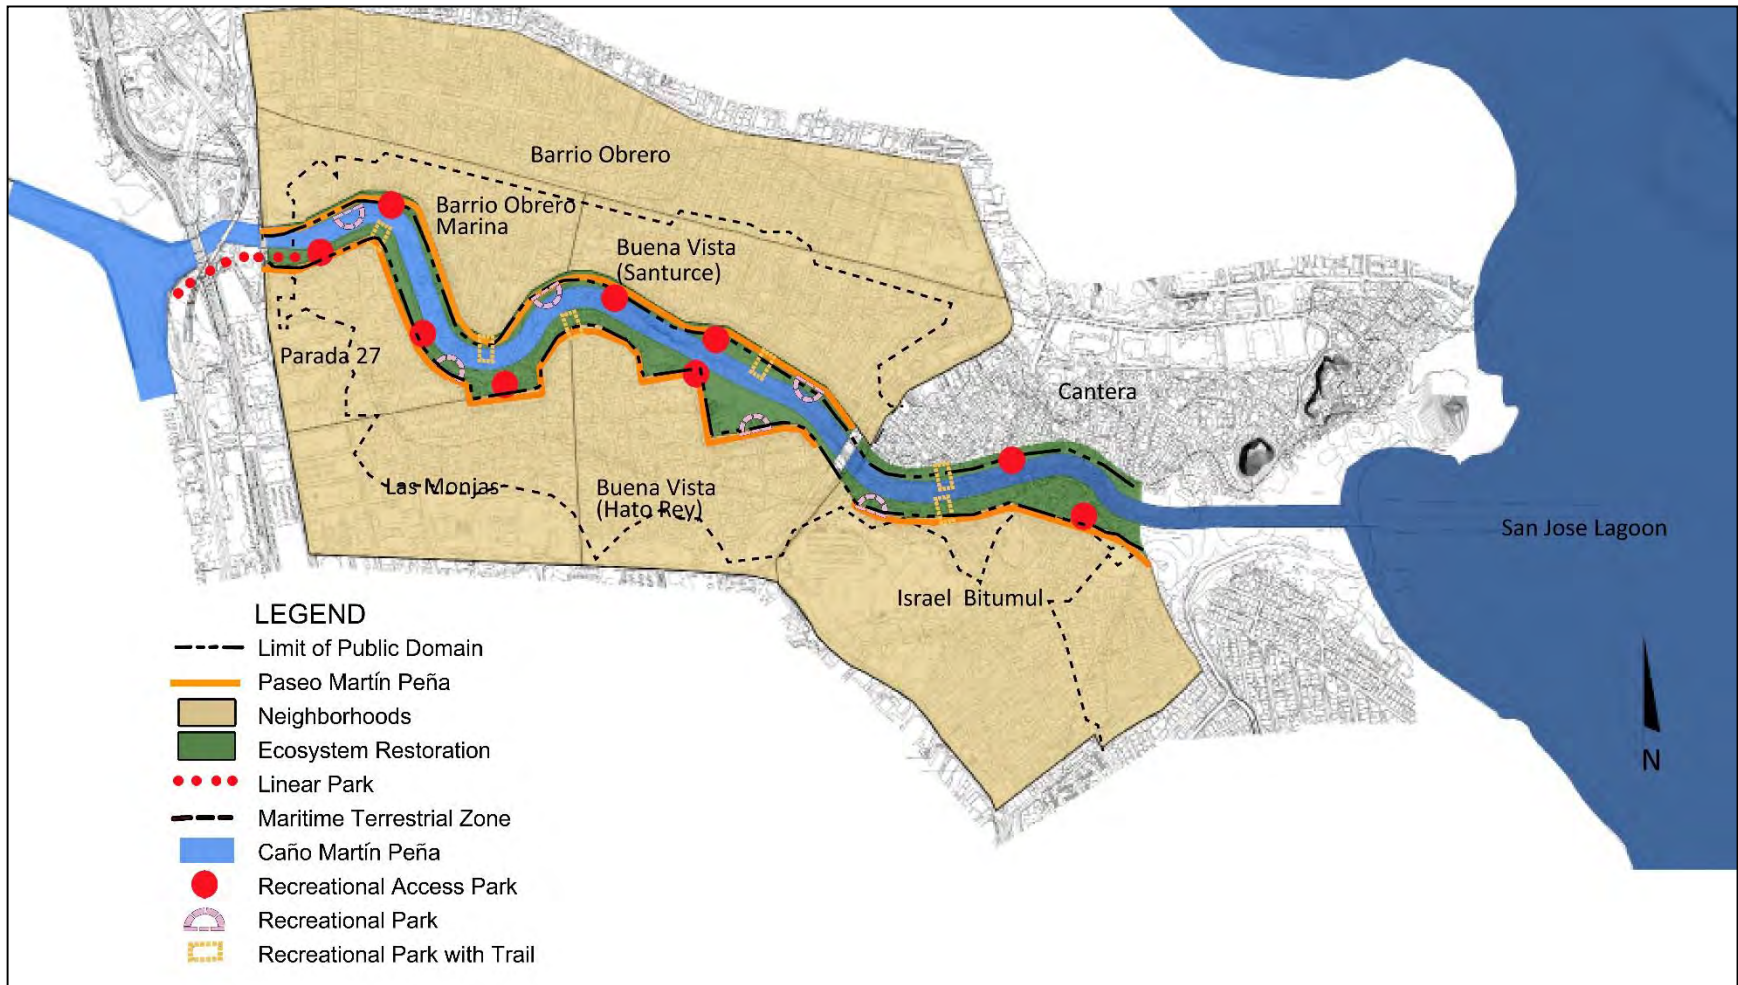 Barrio Obrero
Barrio Obrero
Marina
Buena Vista
(Santurce)
Parada 27
Cantera
Las Monjas
Buena Vista
(Hato Rey)
San Jose Lagoon
Israel Bitumul
LEGEND
Limit of Public Domain
Paseo Martín Peña
Neighborhoods
Ecosystem Restoration
Linear Park
Maritime Terrestrial Zone
Caño Martín Peña
Recreational Access Park
Recreational Park
Recreational Park with Trail
N